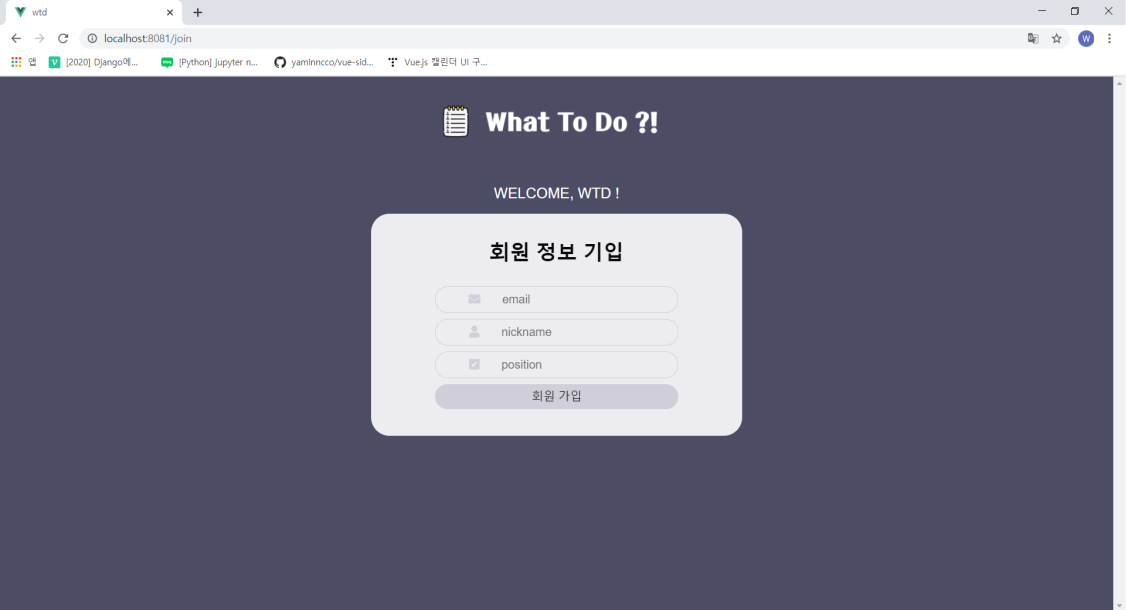 wtd
localhost:8081/join
앱 [2020] Django에... [Python] jupyter n... yaminncco/vue-sid... Vue.js 캘린더 UI 구...
W
What To Do ?!
WELCOME, WTD !
회원 정보 기입
email
nickname
position
회원 가입